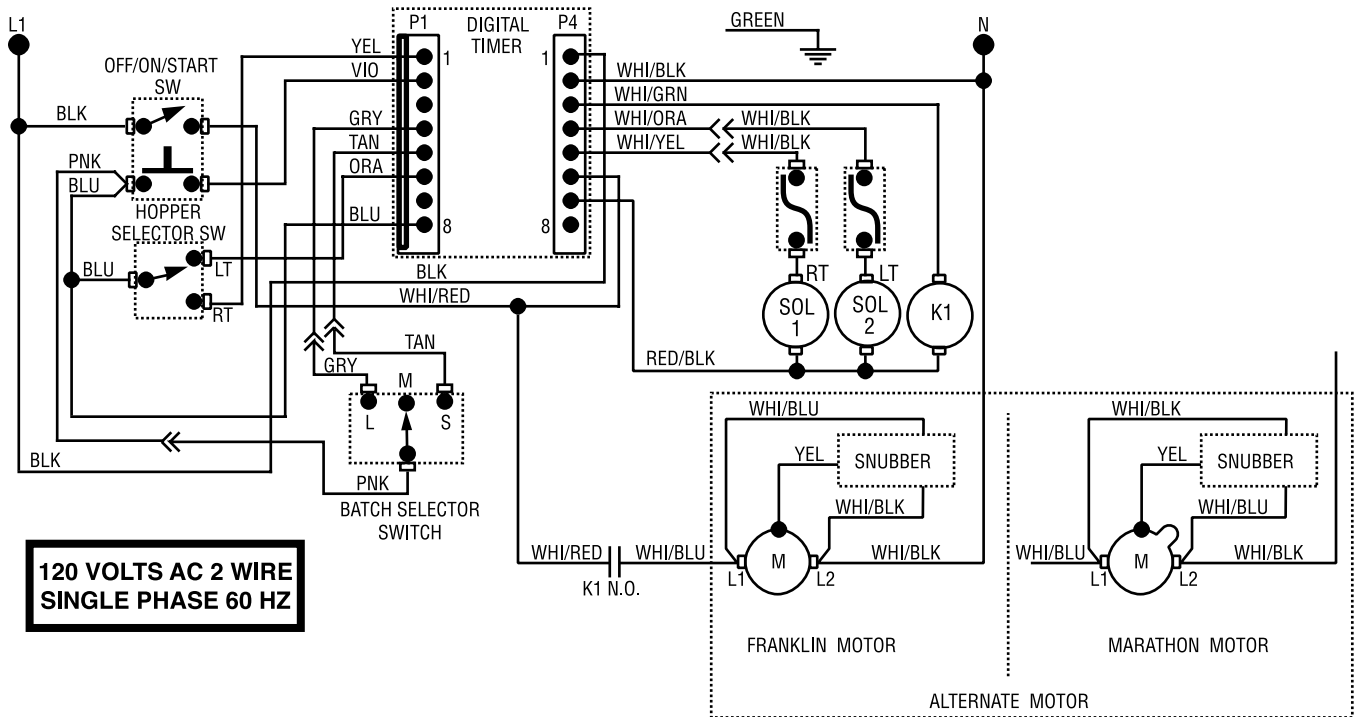 L1
P1
DIGITAL
TIMER
P4
GREEN
N
YEL
1
1
OFF/ON/START
SW
VIO
WHI/BLK
WHI/GRN
BLK
GRY
WHI/ORA
WHI/BLK
TAN
WHI/YEL
WHI/BLK
PNK
ORA
BLU
HOPPER
SELECTOR SW
BLU
8
8
BLU
LT
BLK
RT
LT
RT
WHI/RED
SOL
1
SOL
2
K1
TAN
RED/BLK
GRY
M
L
S
WHI/BLU
WHI/BLK
BLK
YEL
SNUBBER
YEL
SNUBBER
PNK
BATCH SELECTOR
SWITCH
WHI/BLK
WHI/BLU
WHI/RED
WHI/BLU
M
WHI/BLK
WHI/BLU
M
WHI/BLK
K1 N.O.
L1
L2
L1
L2
120 VOLTS AC 2 WIRE
SINGLE PHASE 60 HZ
FRANKLIN MOTOR
MARATHON MOTOR
ALTERNATE MOTOR